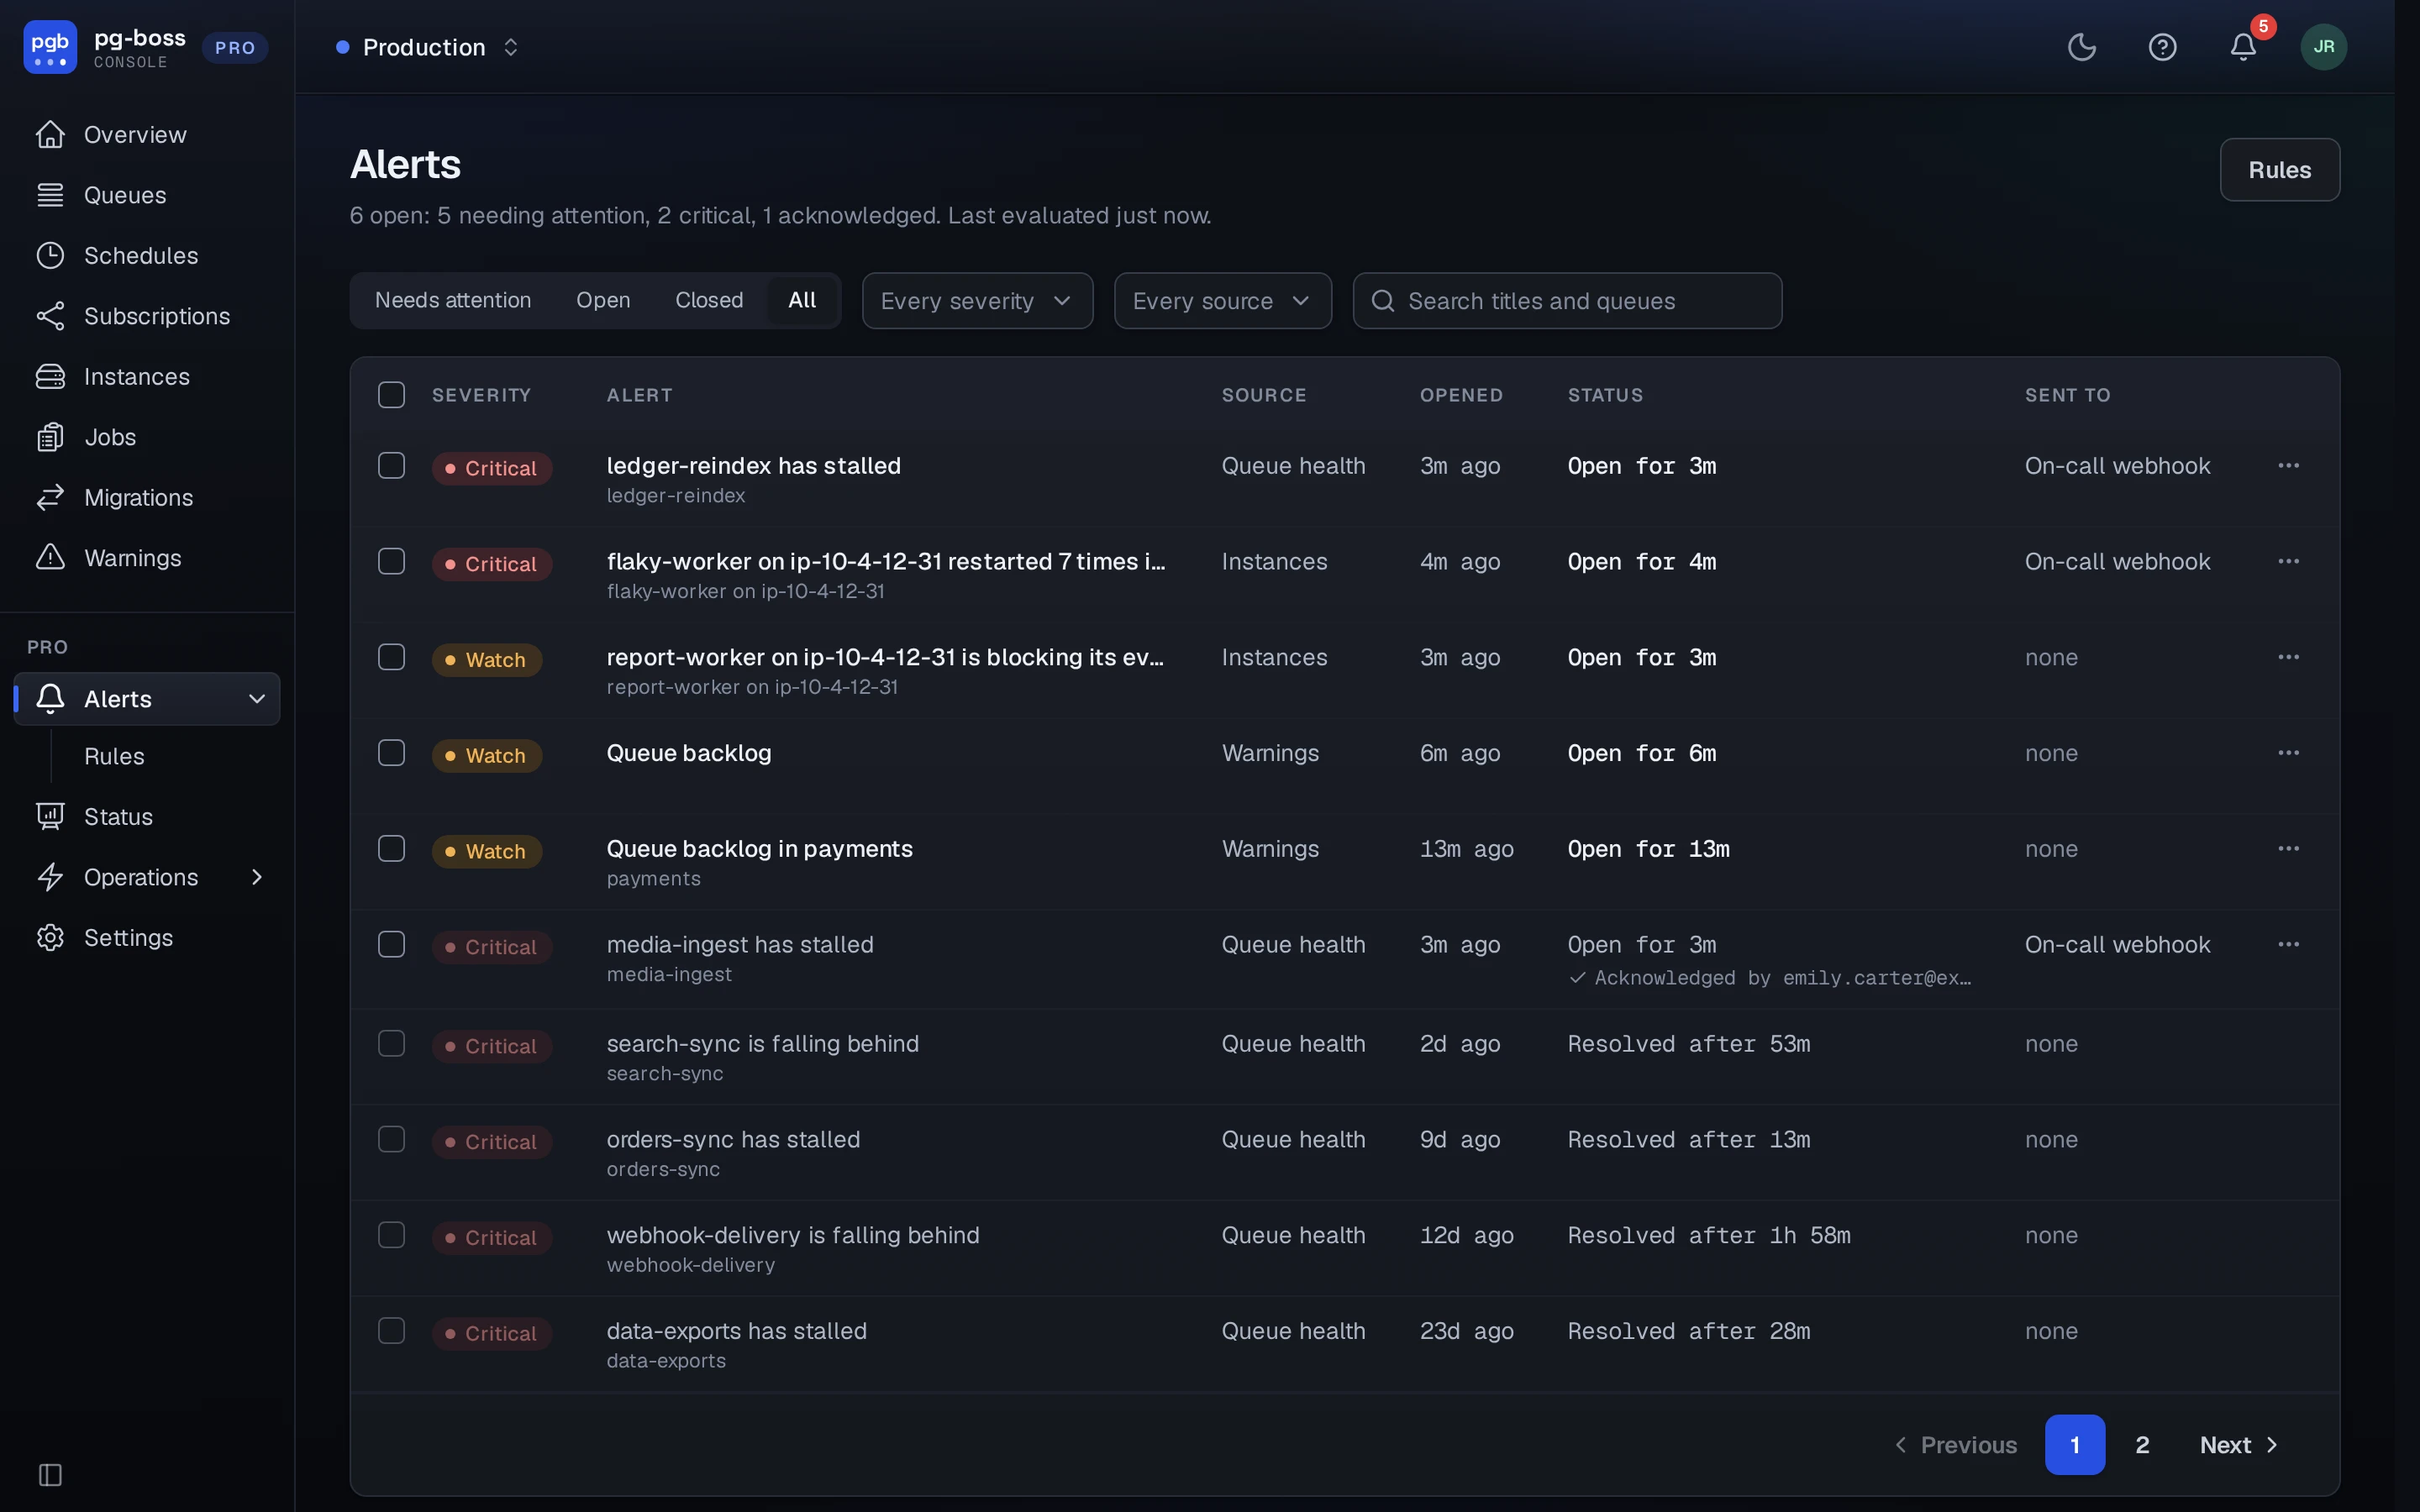 pgb
pg-boss
CONSOLE
PRO
Production
5
JR
Overview
Queues
Schedules
Subscriptions
Instances
Jobs
Migrations
Warnings
PRO
Alerts
Rules
Status
Operations
Settings
Alerts
6 open: 5 needing attention, 2 critical, 1 acknowledged. Last evaluated just now.
Rules
Needs attention Open Closed All Every severity Every source Search titles and queues
SEVERITY ALERT SOURCE OPENED STATUS SENT TO
Critical ledger-reindex has stalled Queue health 3m ago Open for 3m On-call webhook
ledger-reindex
Critical flaky-worker on ip-10-4-12-31 restarted 7 times i… Instances 4m ago Open for 4m On-call webhook
flaky-worker on ip-10-4-12-31
Watch report-worker on ip-10-4-12-31 is blocking its ev… Instances 3m ago Open for 3m none
report-worker on ip-10-4-12-31
Watch Queue backlog Warnings 6m ago Open for 6m none
Watch Queue backlog in payments Warnings 13m ago Open for 13m none
payments
Critical media-ingest has stalled Queue health 3m ago Open for 3m On-call webhook
media-ingest Acknowledged by emily.carter@ex…
Critical search-sync is falling behind Queue health 2d ago Resolved after 53m none
search-sync
Critical orders-sync has stalled Queue health 9d ago Resolved after 13m none
orders-sync
Critical webhook-delivery is falling behind Queue health 12d ago Resolved after 1h 58m none
webhook-delivery
Critical data-exports has stalled Queue health 23d ago Resolved after 28m none
data-exports
Previous 1 2 Next